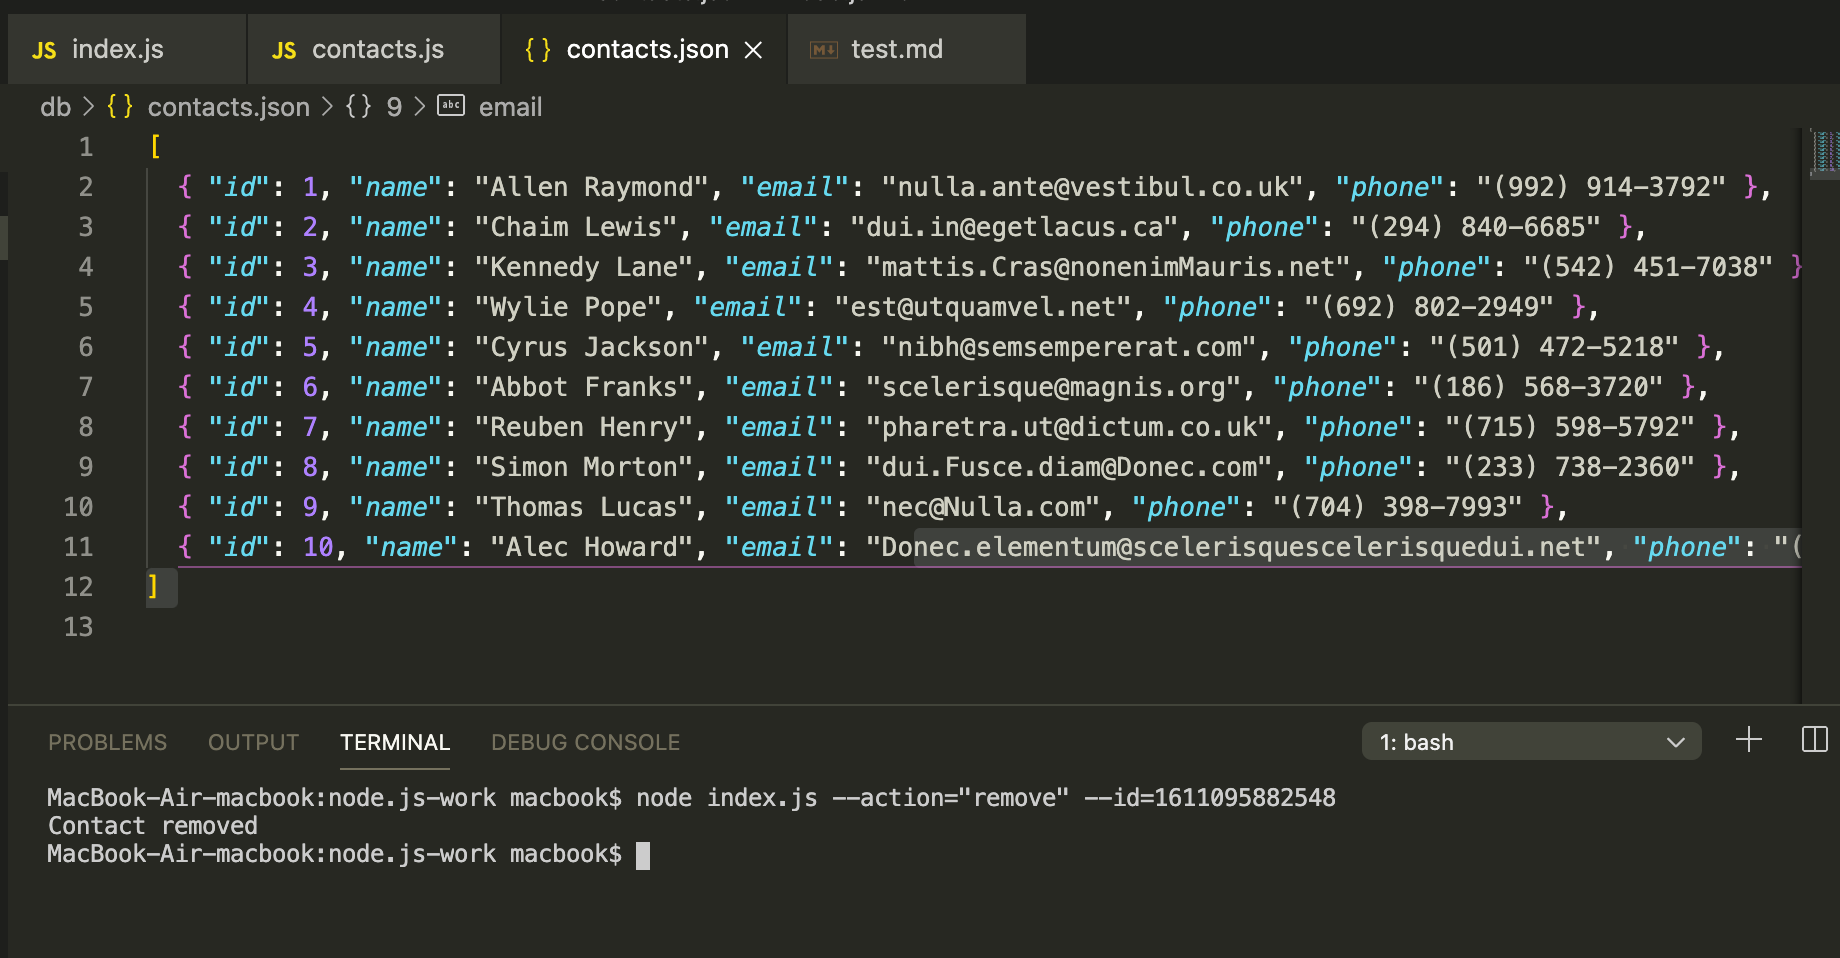 JS index.js JS contacts.js { } contacts.json × M↓ test.md
db > { } contacts.json > { } 9 > abc email
1 [
2 { "id": 1, "name": "Allen Raymond", "email": "nulla.ante@vestibul.co.uk", "phone": "(992) 914-3792" },
3 { "id": 2, "name": "Chaim Lewis", "email": "dui.in@egetlacus.ca", "phone": "(294) 840-6685" },
4 { "id": 3, "name": "Kennedy Lane", "email": "mattis.Cras@nonenimMauris.net", "phone": "(542) 451-7038" }
5 { "id": 4, "name": "Wylie Pope", "email": "est@utquamvel.net", "phone": "(692) 802-2949" },
6 { "id": 5, "name": "Cyrus Jackson", "email": "nibh@semsempererat.com", "phone": "(501) 472-5218" },
7 { "id": 6, "name": "Abbot Franks", "email": "scelerisque@magnis.org", "phone": "(186) 568-3720" },
8 { "id": 7, "name": "Reuben Henry", "email": "pharetra.ut@dictum.co.uk", "phone": "(715) 598-5792" },
9 { "id": 8, "name": "Simon Morton", "email": "dui.Fusce.diam@Donec.com", "phone": "(233) 738-2360" },
10 { "id": 9, "name": "Thomas Lucas", "email": "nec@Nulla.com", "phone": "(704) 398-7993" },
11 { "id": 10, "name": "Alec Howard", "email": "Donec.elementum@scelerisquescelerisquedui.net", "phone": "(
12 ]
13
PROBLEMS OUTPUT TERMINAL DEBUG CONSOLE 1: bash
MacBook-Air-macbook:node.js-work macbook$ node index.js --action="remove" --id=1611095882548
Contact removed
MacBook-Air-macbook:node.js-work macbook$